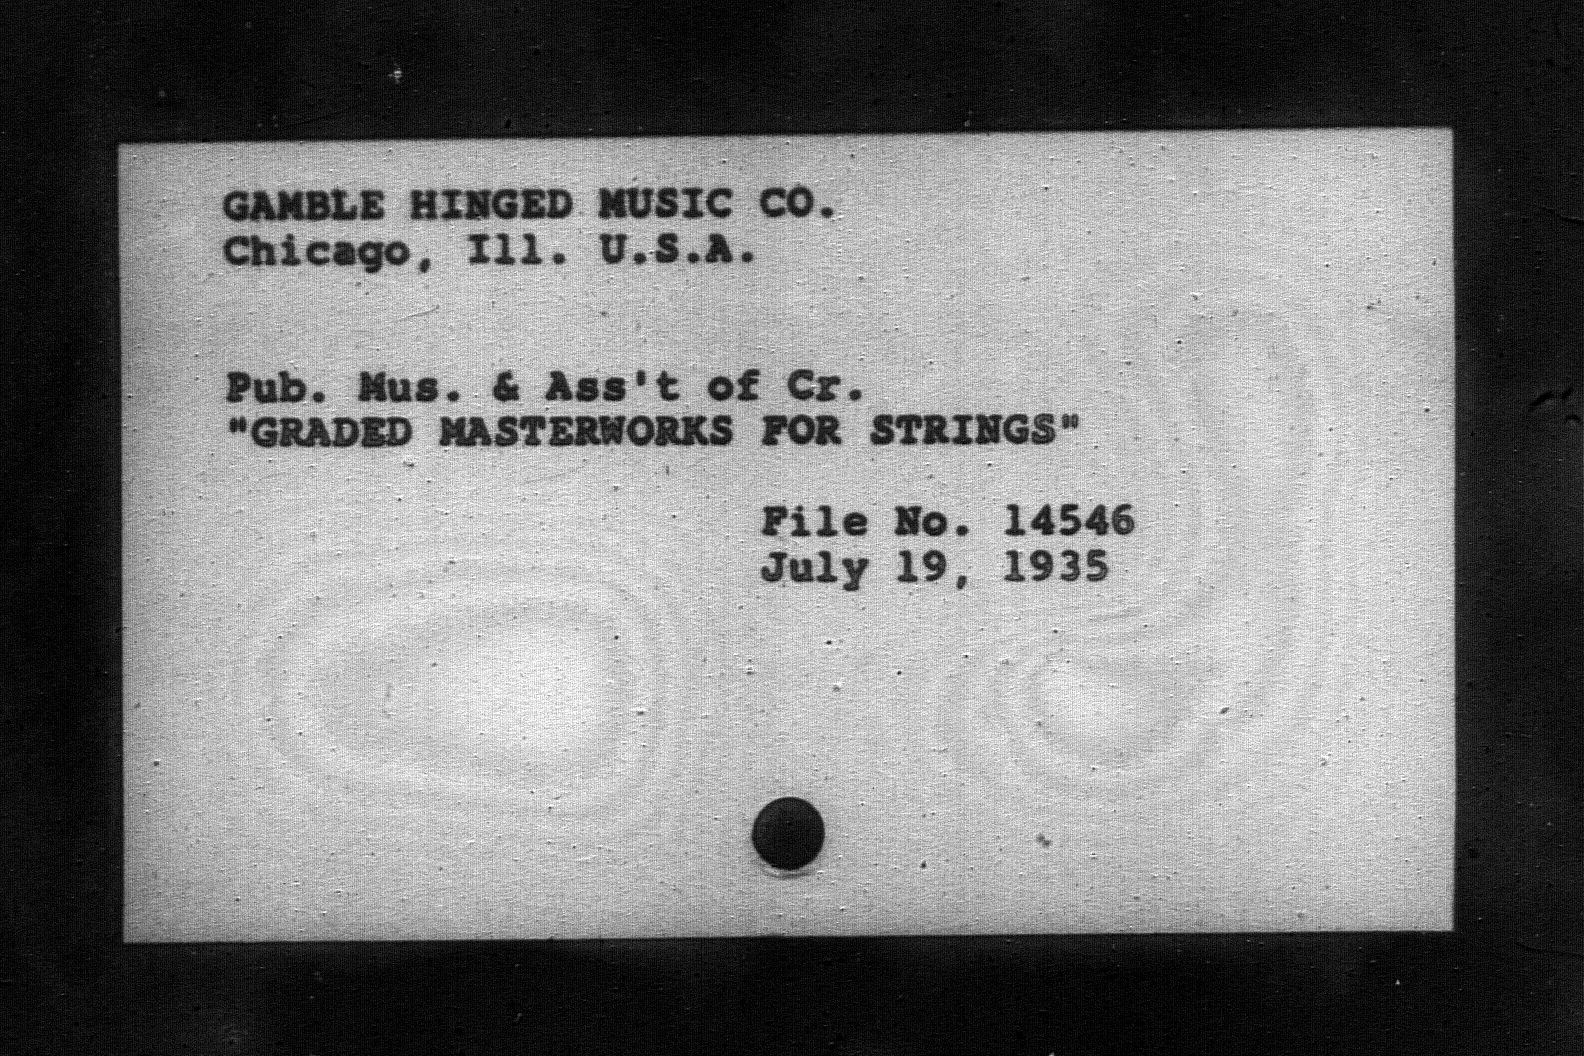 GAMBLE HINGED MUSIC CO.
Chicago, Ill. U.S.A.
Pub. Mus. & Ass't of Cr.
"GRADED MASTERWORKS FOR STRINGS"
File No. 14546
July 19, 1935